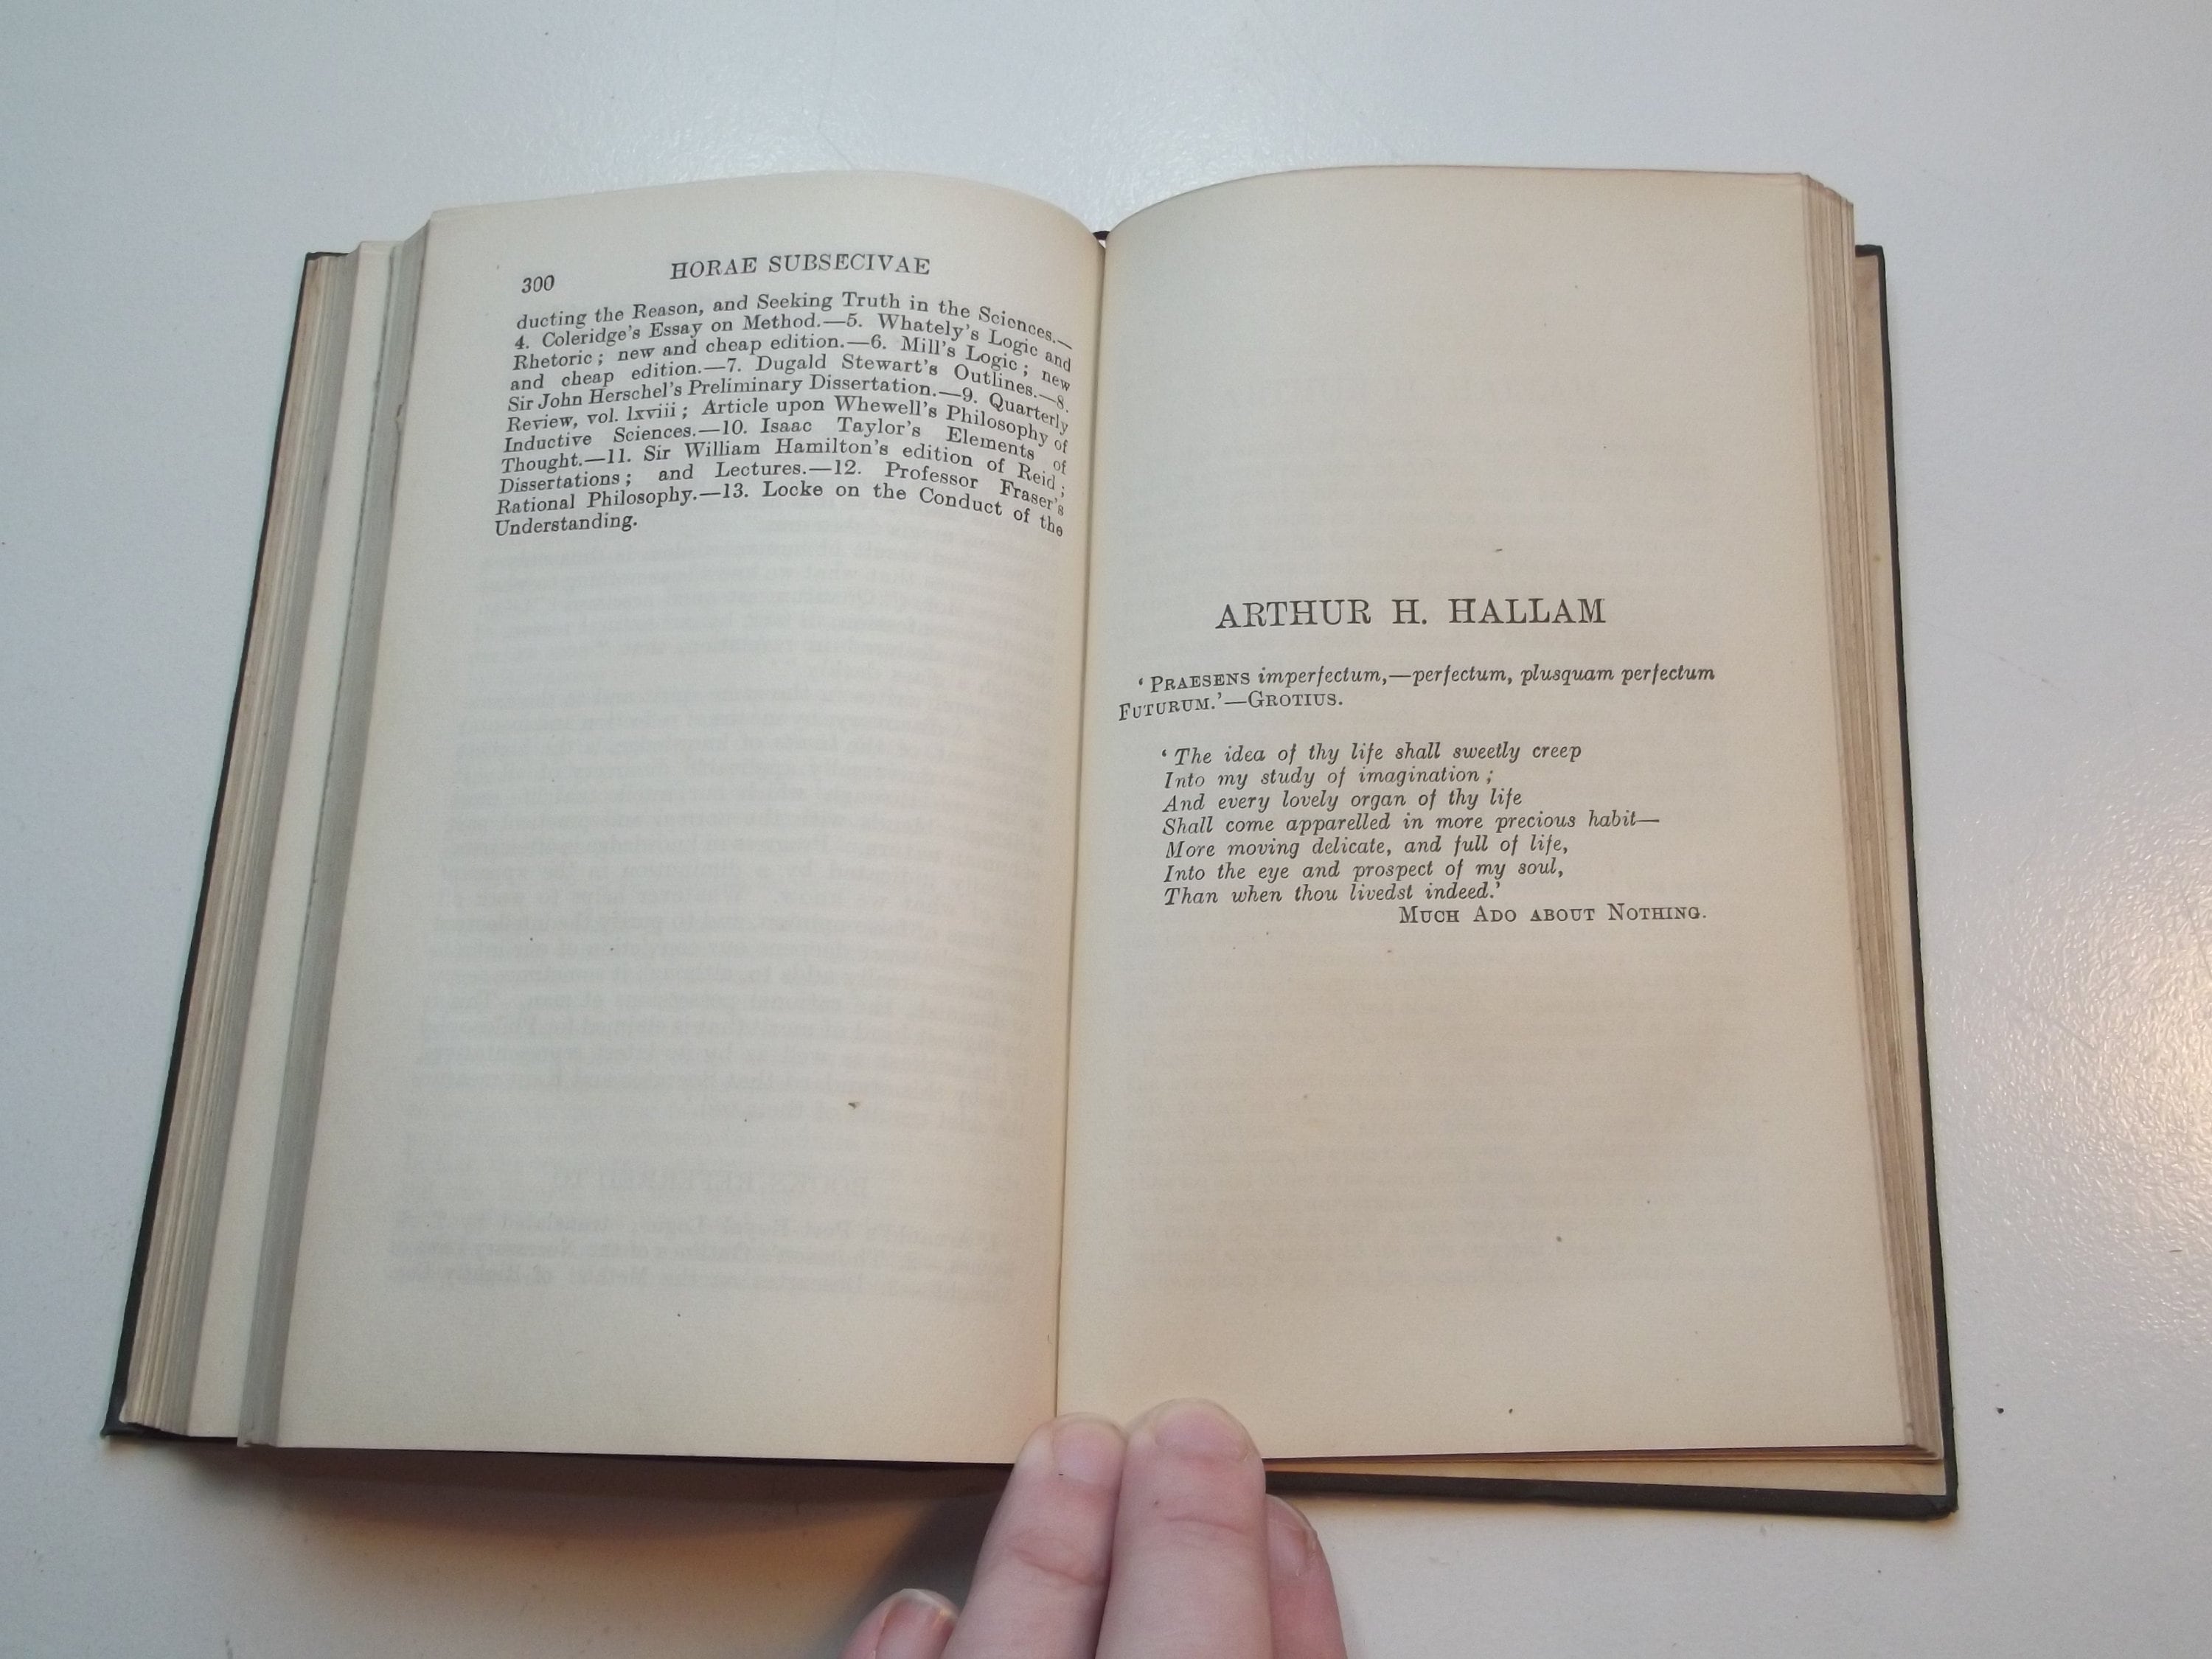 300
HORAE SUBSECIVAE
ducting the Reason, and Seeking Truth in the Sciences.—
4. Coleridge's Essay on Method.—5. Whately's Logic and
Rhetoric; new and cheap edition.—6. Mill's Logic; new
and cheap edition.—7. Dugald Stewart's Outlines.—8.
Sir John Herschel's Preliminary Dissertation.—9. Quarterly
Review, vol. lxviii; Article upon Whewell's Philosophy of
Inductive Sciences.—10. Isaac Taylor's Elements of
Thought.—11. Sir William Hamilton's edition of Reid;
Dissertations; and Lectures.—12. Professor Fraser's
Rational Philosophy.—13. Locke on the Conduct of the
Understanding.
ARTHUR H. HALLAM
‘PRAESENS imperfectum,—perfectum, plusquam perfectum
FUTURUM.’—GROTIUS.
‘The idea of thy life shall sweetly creep
Into my study of imagination;
And every lovely organ of thy life
Shall come apparelled in more precious habit—
More moving delicate, and full of life,
Into the eye and prospect of my soul,
Than when thou livedst indeed.’
MUCH ADO ABOUT NOTHING.